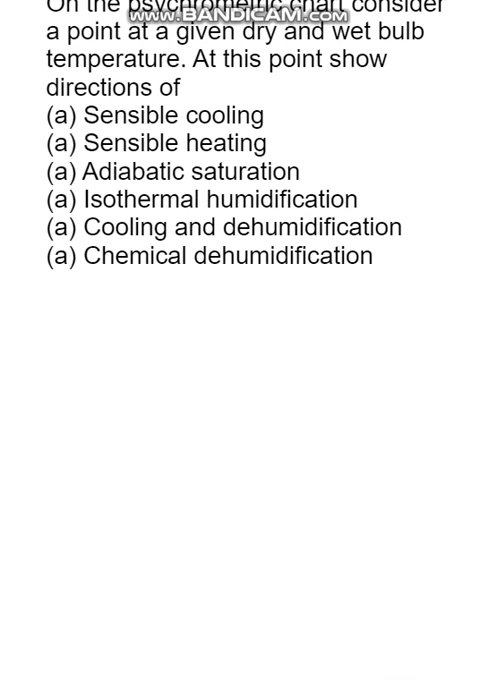 On the psychrometric chart consider
www.BANDICAM.com
a point at a given dry and wet bulb
temperature. At this point show
directions of
(a) Sensible cooling
(a) Sensible heating
(a) Adiabatic saturation
(a) Isothermal humidification
(a) Cooling and dehumidification
(a) Chemical dehumidification